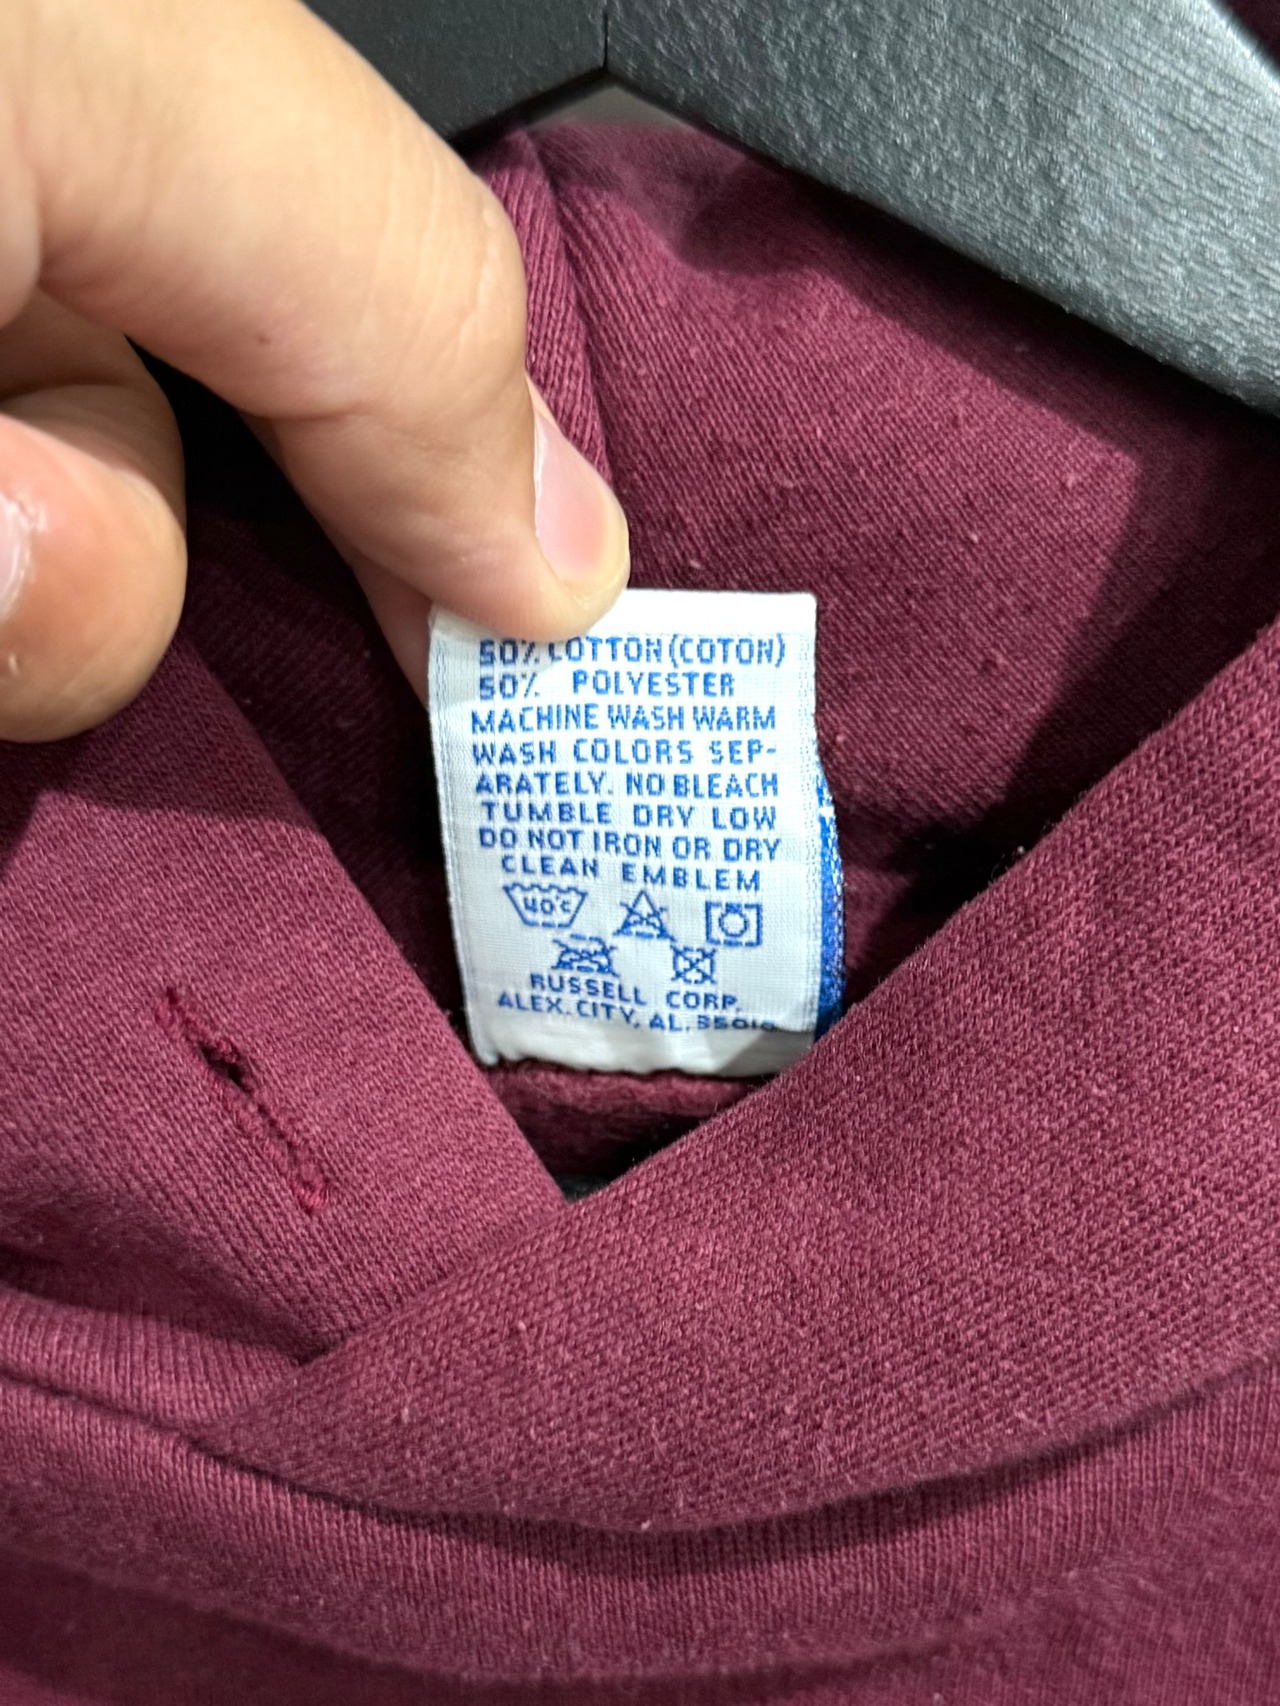 50% COTTON (COTON)
50% POLYESTER
MACHINE WASH WARM
WASH COLORS SEP-
ARATELY. NO BLEACH
TUMBLE DRY LOW
DO NOT IRON OR DRY
CLEAN EMBLEM
40°C
RUSSELL CORP.
ALEX. CITY, AL. 35010